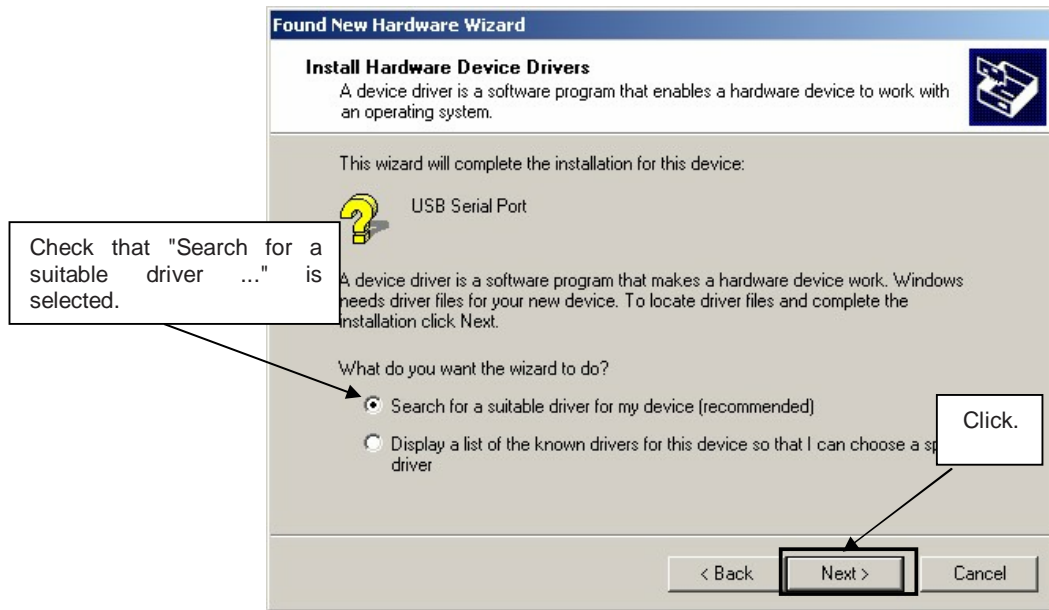 Found New Hardware Wizard
Install Hardware Device Drivers
A device driver is a software program that enables a hardware device to work with
an operating system.
This wizard will complete the installation for this device:
USB Serial Port
Check that "Search for a
suitable driver ..." is
selected.
A device driver is a software program that makes a hardware device work. Windows
needs driver files for your new device. To locate driver files and complete the
installation click Next.
What do you want the wizard to do?
Search for a suitable driver for my device (recommended)
Click.
Display a list of the known drivers for this device so that I can choose a
driver
< Back
Next >
Cancel